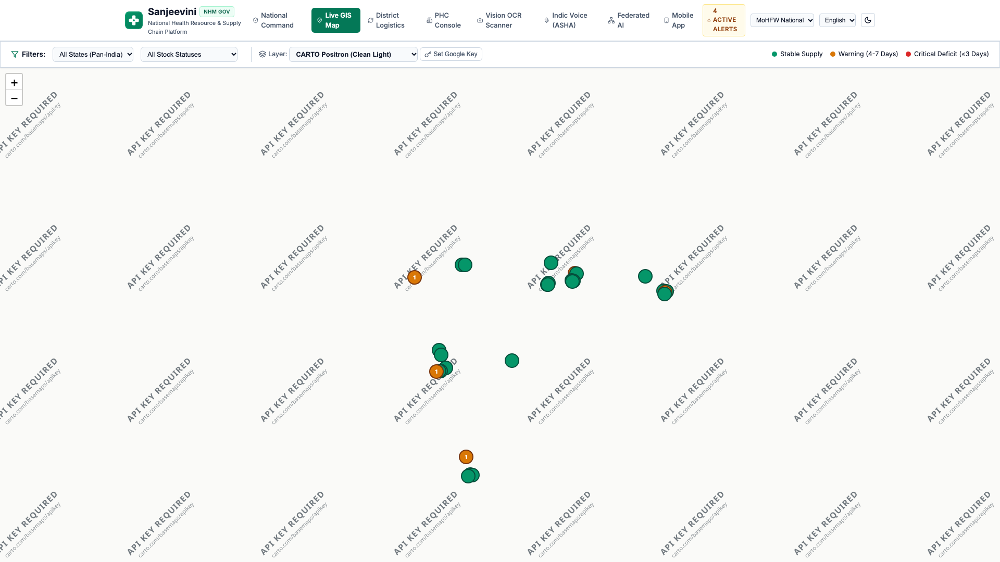 Sanjeevini NHM GOV
National Health Resource & Supply
Chain Platform
National
Command
Live GIS
Map
District
Logistics
PHC
Console
Vision OCR
Scanner
Indic Voice
(ASHA)
Federated
AI
Mobile
App
4
ACTIVE
ALERTS
MoHFW National
English
Filters:
All States (Pan-India)
All Stock Statuses
Layer:
CARTO Positron (Clean Light)
Set Google Key
Stable Supply
Warning (4-7 Days)
Critical Deficit (≤3 Days)
+
−
API KEY REQUIRED
carto.com/basemaps/apikey
API KEY REQUIRED
carto.com/basemaps/apikey
API KEY REQUIRED
carto.com/basemaps/apikey
API KEY REQUIRED
carto.com/basemaps/apikey
API KEY REQUIRED
carto.com/basemaps/apikey
API KEY REQUIRED
carto.com/basemaps/apikey
API KEY REQUIRED
carto.com/basemaps/apikey
API KEY REQUIRED
carto.com/basemaps/apikey
API KEY REQUIRED
carto.com/basemaps/apikey
API KEY REQUIRED
carto.com/basemaps/apikey
API KEY REQUIRED
carto.com/basemaps/apikey
API KEY REQUIRED
carto.com/basemaps/apikey
1
API KEY REQUIRED
carto.com/basemaps/apikey
API KEY REQUIRED
carto.com/basemaps/apikey
API KEY REQUIRED
carto.com/basemaps/apikey
API KEY REQUIRED
carto.com/basemaps/apikey
API KEY REQUIRED
carto.com/basemaps/apikey
API KEY REQUIRED
carto.com/basemaps/apikey
API KEY REQUIRED
carto.com/basemaps/apikey
API KEY REQUIRED
carto.com/basemaps/apikey
1
API KEY REQUIRED
carto.com/basemaps/apikey
API KEY REQUIRED
carto.com/basemaps/apikey
API KEY REQUIRED
carto.com/basemaps/apikey
API KEY REQUIRED
carto.com/basemaps/apikey
1
API KEY REQUIRED
carto.com/basemaps/apikey
API KEY REQUIRED
carto.com/basemaps/apikey
API KEY REQUIRED
carto.com/basemaps/apikey
API KEY REQUIRED
carto.com/basemaps/apikey
API KEY REQUIRED
carto.com/basemaps/apikey
API KEY REQUIRED
carto.com/basemaps/apikey
API KEY REQUIRED
carto.com/basemaps/apikey
API KEY REQUIRED
carto.com/basemaps/apikey